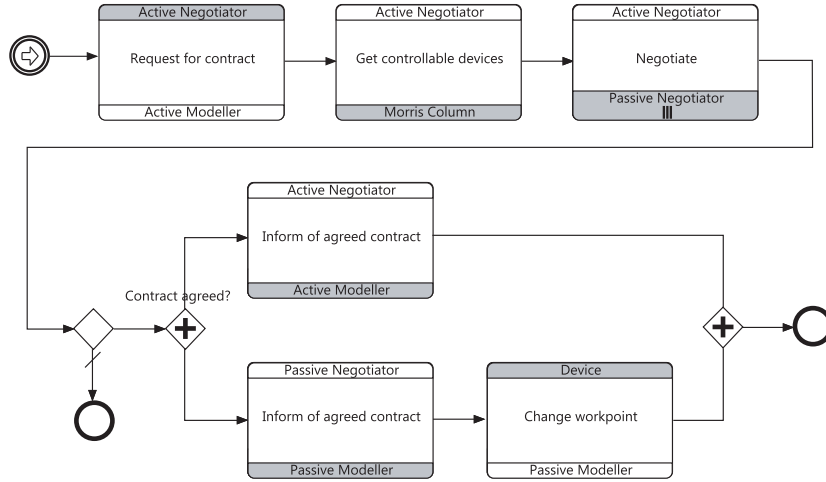 Active Negotiator
Request for contract
Active Modeller
Active Negotiator
Get controllable devices
Morris Column
Active Negotiator
Negotiate
Passive Negotiator
Active Negotiator
Inform of agreed contract
Active Modeller
Contract agreed?
Passive Negotiator
Inform of agreed contract
Passive Modeller
Device
Change workpoint
Passive Modeller